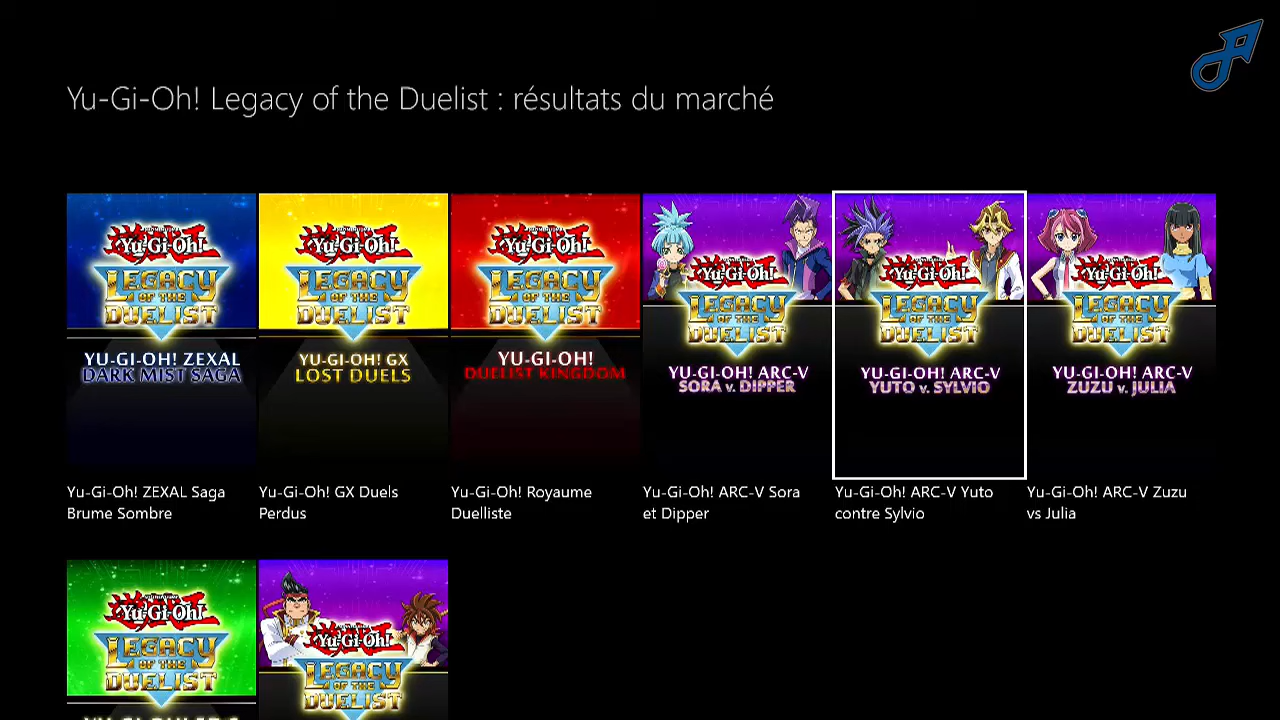 Yu-Gi-Oh! Legacy of the Duelist : résultats du marché
Yu-Gi-Oh!
LEGACY
OF THE
DUELIST
YU-GI-OH! ZEXAL
DARK MIST SAGA
Yu-Gi-Oh! ZEXAL Saga
Brume Sombre
Yu-Gi-Oh!
LEGACY
OF THE
DUELIST
YU-GI-OH! GX
LOST DUELS
Yu-Gi-Oh! GX Duels
Perdus
Yu-Gi-Oh!
LEGACY
OF THE
DUELIST
YU-GI-OH!
DUELIST KINGDOM
Yu-Gi-Oh! Royaume
Duelliste
Yu-Gi-Oh!
LEGACY
OF THE
DUELIST
YU-GI-OH! ARC-V
SORA v. DIPPER
Yu-Gi-Oh! ARC-V Sora
et Dipper
Yu-Gi-Oh!
LEGACY
OF THE
DUELIST
YU-GI-OH! ARC-V
YUTO v. SYLVIO
Yu-Gi-Oh! ARC-V Yuto
contre Sylvio
Yu-Gi-Oh!
LEGACY
OF THE
DUELIST
YU-GI-OH! ARC-V
ZUZU v. JULIA
Yu-Gi-Oh! ARC-V Zuzu
vs Julia
Yu-Gi-Oh!
LEGACY
OF THE
DUELIST
Yu-Gi-Oh!
LEGACY
OF THE
DUELIST